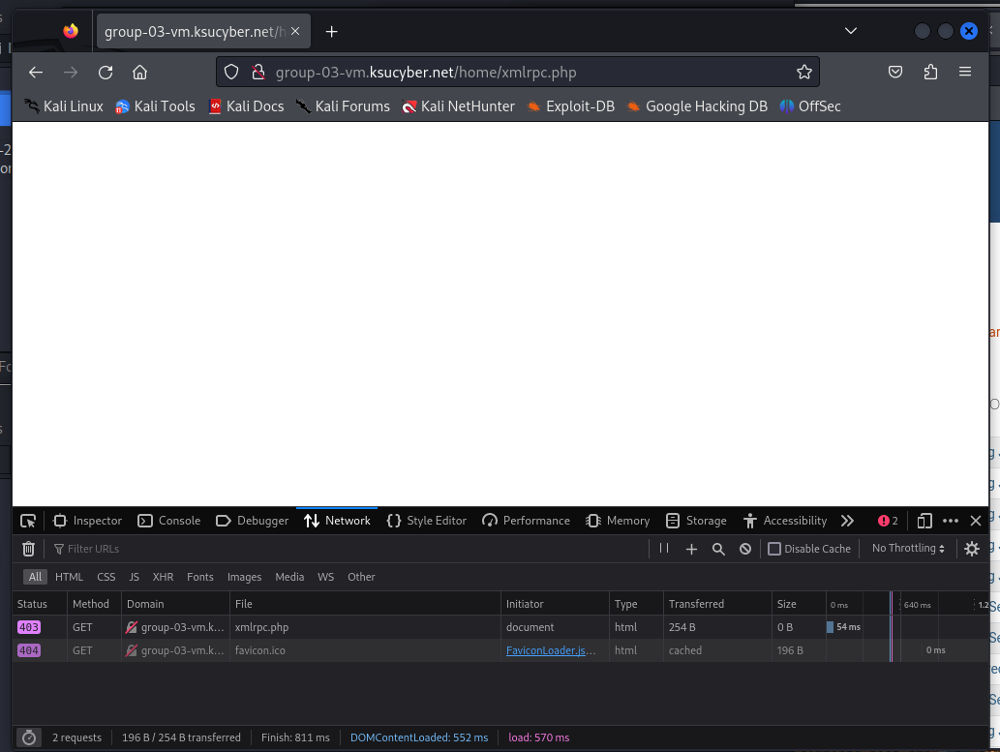 group-03-vm.ksucyber.net/h
group-03-vm.ksucyber.net/home/xmlrpc.php
Kali Linux Kali Tools Kali Docs Kali Forums Kali NetHunter Exploit-DB Google Hacking DB OffSec
Inspector Console Debugger Network Style Editor Performance Memory Storage Accessibility 2
Filter URLs Disable Cache No Throttling
All HTML CSS JS XHR Fonts Images Media WS Other
Status Method Domain File Initiator Type Transferred Size 0 ms 640 ms 1.2
403 GET group-03-vm.k... xmlrpc.php document html 254 B 0 B 54 ms
404 GET group-03-vm.k... favicon.ico FaviconLoader.js... html cached 196 B 0 ms
2 requests 196 B / 254 B transferred Finish: 811 ms DOMContentLoaded: 552 ms load: 570 ms